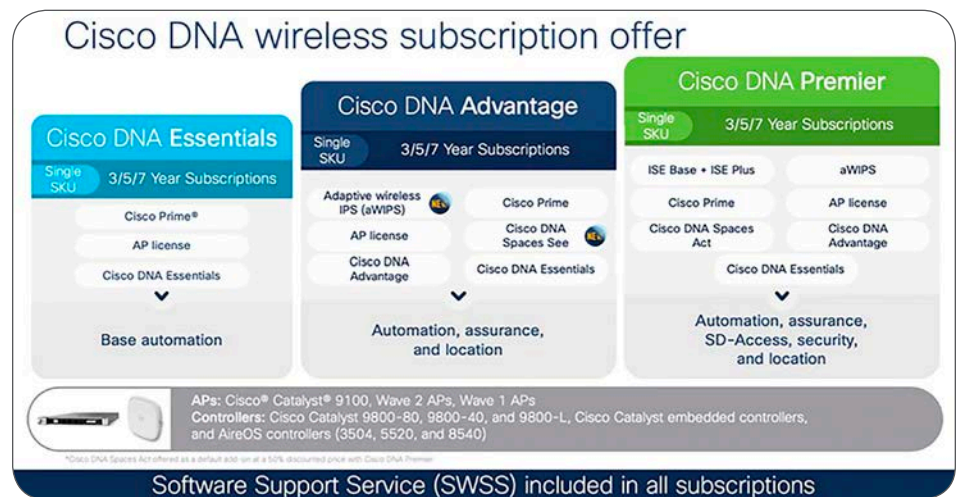 Cisco DNA wireless subscription offer
Cisco DNA Essentials
Single
SKU
3/5/7 Year Subscriptions
Cisco Prime®
AP license
Cisco DNA Essentials
Base automation
Cisco DNA Advantage
Single
SKU
3/5/7 Year Subscriptions
Adaptive wireless
IPS (aWIPS)
NEW
Cisco Prime
AP license
Cisco DNA
Spaces See
NEW
Cisco DNA
Advantage
Cisco DNA Essentials
Automation, assurance,
and location
Cisco DNA Premier
Single
SKU
3/5/7 Year Subscriptions
ISE Base + ISE Plus
aWIPS
Cisco Prime
AP license
Cisco DNA Spaces
Act
Cisco DNA
Advantage
Cisco DNA Essentials
Automation, assurance,
SD-Access, security,
and location
APs: Cisco® Catalyst® 9100, Wave 2 APs, Wave 1 APs
Controllers: Cisco Catalyst 9800-80, 9800-40, and 9800-L, Cisco Catalyst embedded controllers,
and AireOS controllers (3504, 5520, and 8540)
*Cisco DNA Spaces Act offered as a default add-on at a 50% discounted price with Cisco DNA Premier
Software Support Service (SWSS) included in all subscriptions